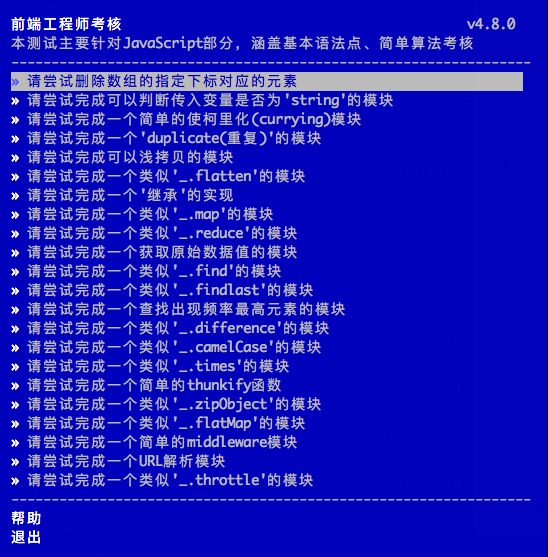 前端工程师考核 v4.8.0
本测试主要针对JavaScript部分，涵盖基本语法点、简单算法考核
» 请尝试删除数组的指定下标对应的元素
» 请尝试完成可以判断传入变量是否为'string'的模块
» 请尝试完成一个简单的使柯里化(currying)模块
» 请尝试完成一个'duplicate(重复)'的模块
» 请尝试完成可以浅拷贝的模块
» 请尝试完成一个类似'_.flatten'的模块
» 请尝试完成一个'继承'的实现
» 请尝试完成一个类似'_.map'的模块
» 请尝试完成一个类似'_.reduce'的模块
» 请尝试完成一个获取原始数据值的模块
» 请尝试完成一个类似'_.find'的模块
» 请尝试完成一个类似'_.findlast'的模块
» 请尝试完成一个查找出现频率最高元素的模块
» 请尝试完成一个类似'_.difference'的模块
» 请尝试完成一个类似'_.camelCase'的模块
» 请尝试完成一个类似'_.times'的模块
» 请尝试完成一个简单的thunkify函数
» 请尝试完成一个类似'_.zipObject'的模块
» 请尝试完成一个类似'_.flatMap'的模块
» 请尝试完成一个简单的middleware模块
» 请尝试完成一个URL解析模块
» 请尝试完成一个类似'_.throttle'的模块
帮助
退出